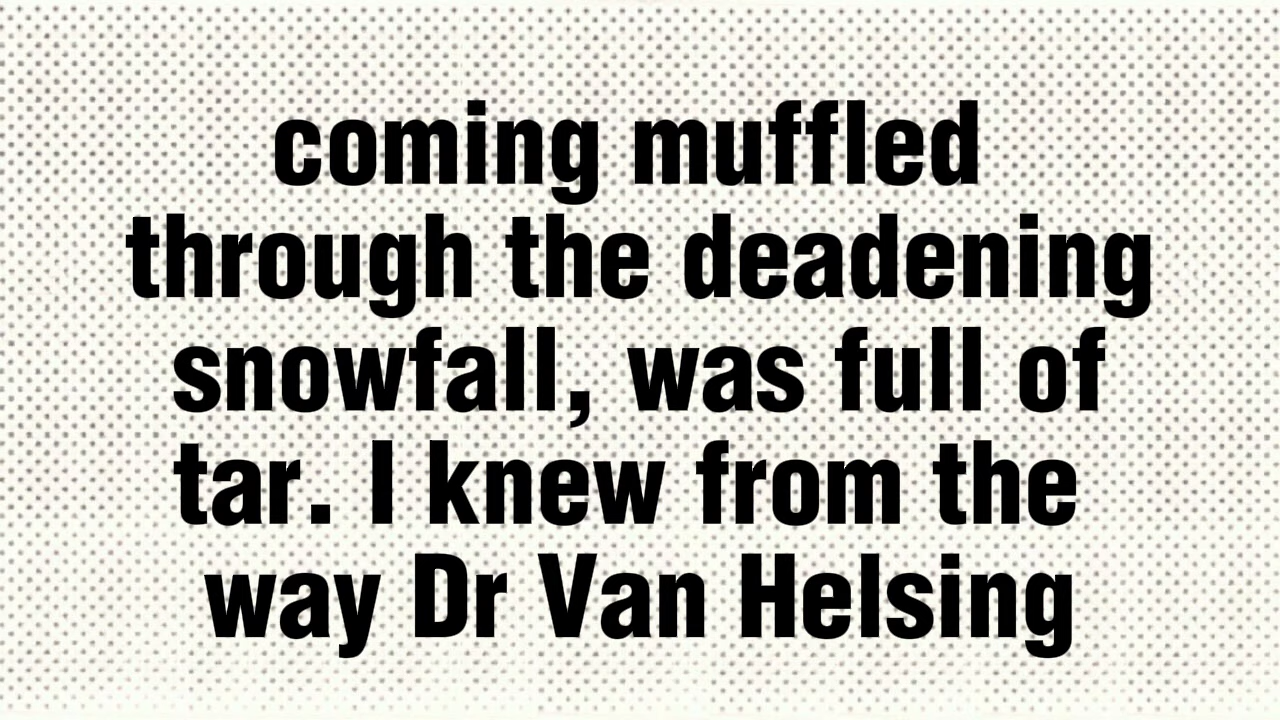 coming muffled
through the deadening
snowfall, was full of
tar. I knew from the
way Dr Van Helsing